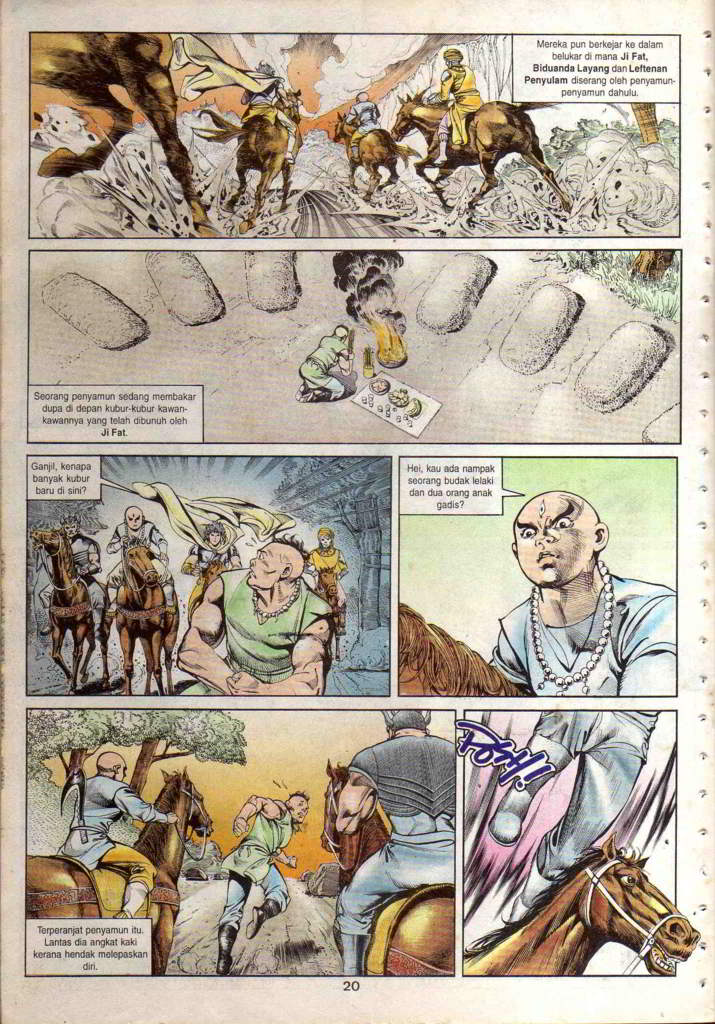 Mereka pun berkejar ke dalam
belukar di mana Ji Fat,
Biduanda Layang dan Leftenan
Penyulam diserang oleh penyamun-
penyamun dahulu.
Seorang penyamun sedang membakar
dupa di depan kubur-kubur kawan-
kawannya yang telah dibunuh oleh
Ji Fat.
Ganjil, kenapa
banyak kubur
baru di sini?
Hei, kau ada nampak
seorang budak lelaki
dan dua orang anak
gadis?
Terperanjat penyamun itu.
Lantas dia angkat kaki
kerana hendak melepaskan
diri.
POSH!!
20